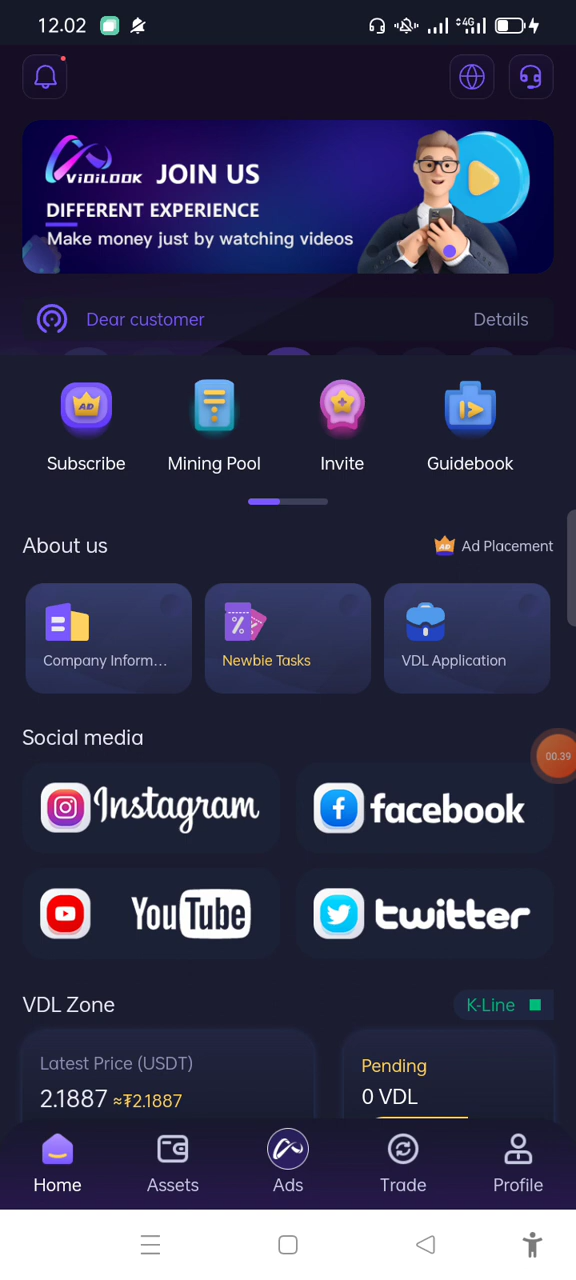 12.02
4G
ViDiLOOK JOIN US
DIFFERENT EXPERIENCE
Make money just by watching videos
Dear customer
Details
AD
Subscribe
Mining Pool
Invite
Guidebook
About us
AD Ad Placement
Company Inform...
Newbie Tasks
VDL Application
Social media
00.39
Instagram
facebook
YouTube
twitter
VDL Zone
K-Line
Latest Price (USDT)
2.1887 ≈₮2.1887
Pending
0 VDL
Home
Assets
Ads
Trade
Profile